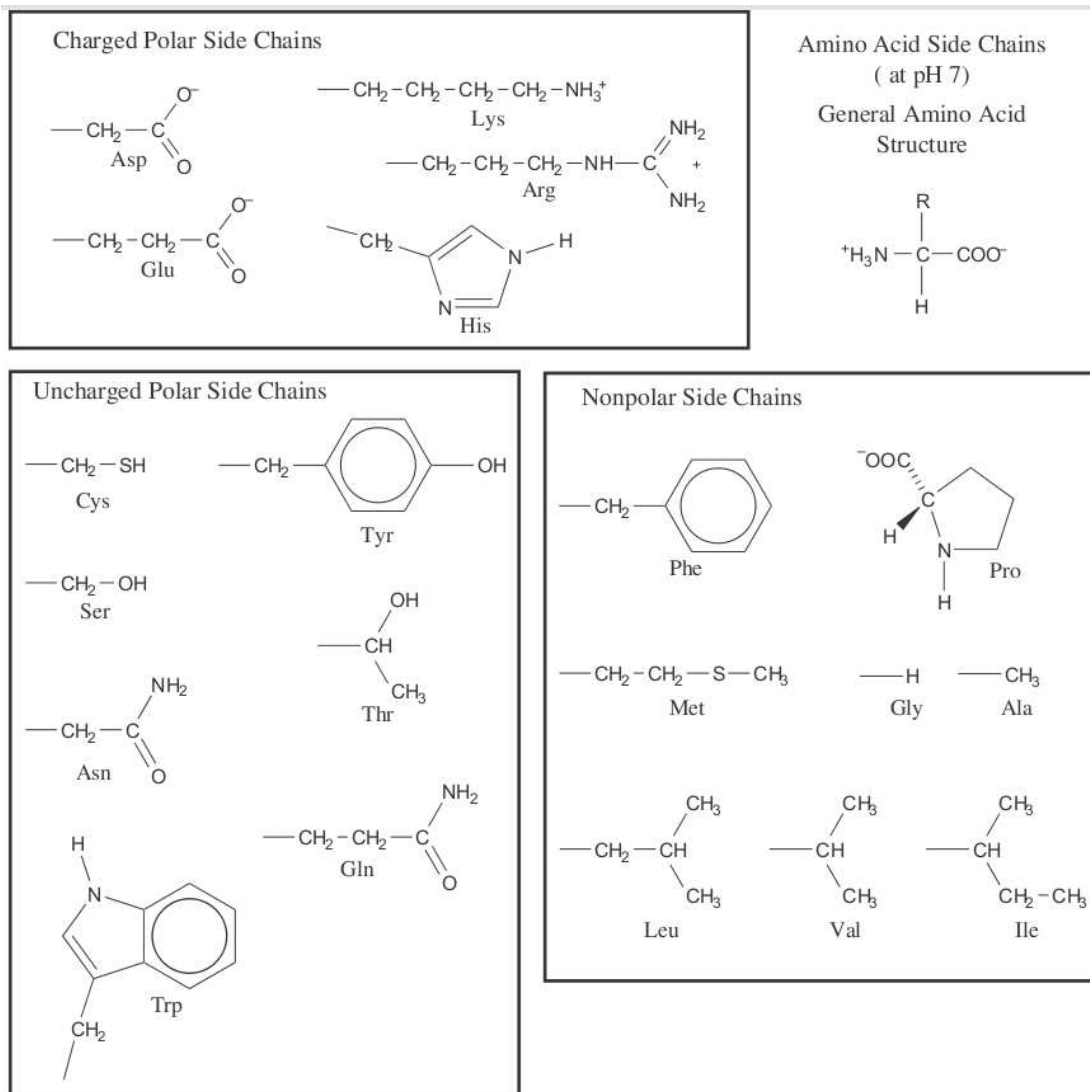 Charged Polar Side Chains
CH₂–C O⁻ O
Asp
CH₂–CH₂–CH₂–CH₂–NH₃⁺
Lys
CH₂–CH₂–CH₂–NH–C NH₂ NH₂ +
Arg
CH₂–CH₂–C O⁻ O
Glu
CH₂ N H N
His
Amino Acid Side Chains
( at pH 7)
General Amino Acid
Structure
R
⁺H₃N–C–COO⁻
H
Uncharged Polar Side Chains
CH₂–SH
Cys
CH₂ OH
Tyr
CH₂–OH
Ser
OH
CH
CH₃
Thr
NH₂
CH₂–C
O
Asn
NH₂
CH₂–CH₂–C
O
Gln
H
N
Trp
CH₂
Nonpolar Side Chains
CH₂
Phe
⁻OOC
C
H
N
H
Pro
CH₂–CH₂–S–CH₃
Met
H
Gly
CH₃
Ala
CH₃
CH₂–CH
CH₃
Leu
CH₃
CH
CH₃
Val
CH₃
CH
CH₂–CH₃
Ile